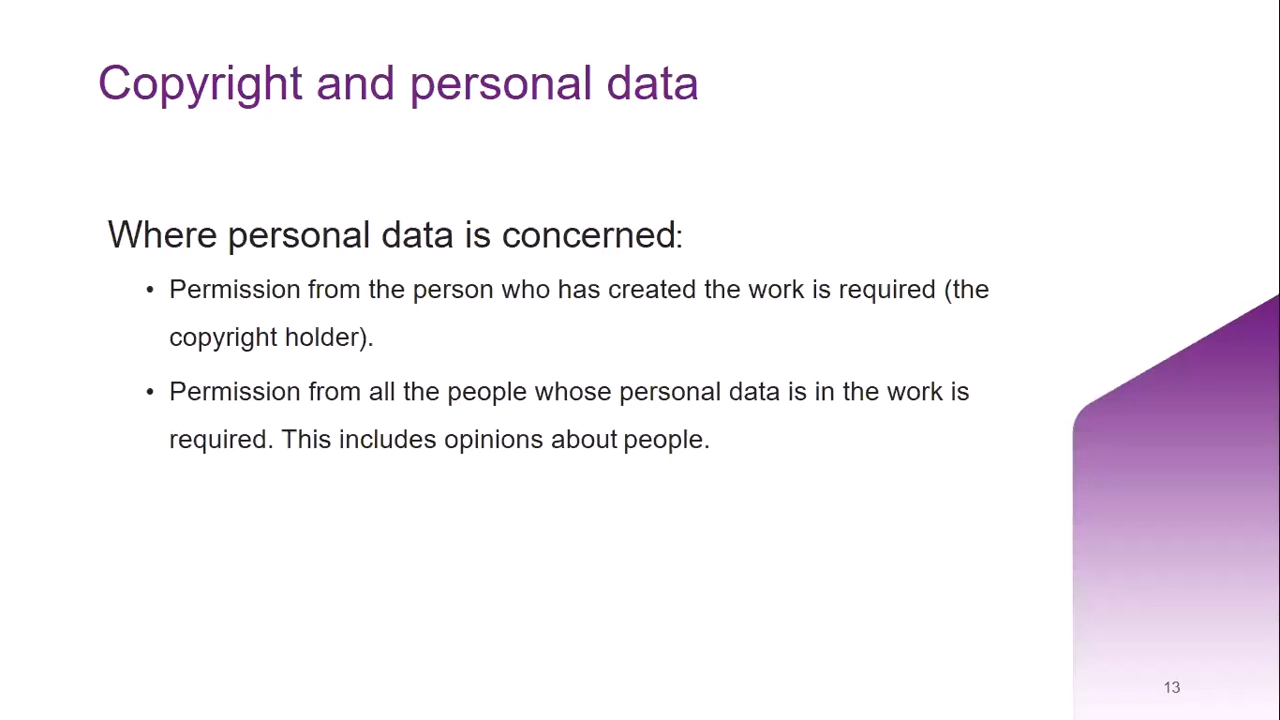 Copyright and personal data
Where personal data is concerned:
• Permission from the person who has created the work is required (the
copyright holder).
• Permission from all the people whose personal data is in the work is
required. This includes opinions about people.
13